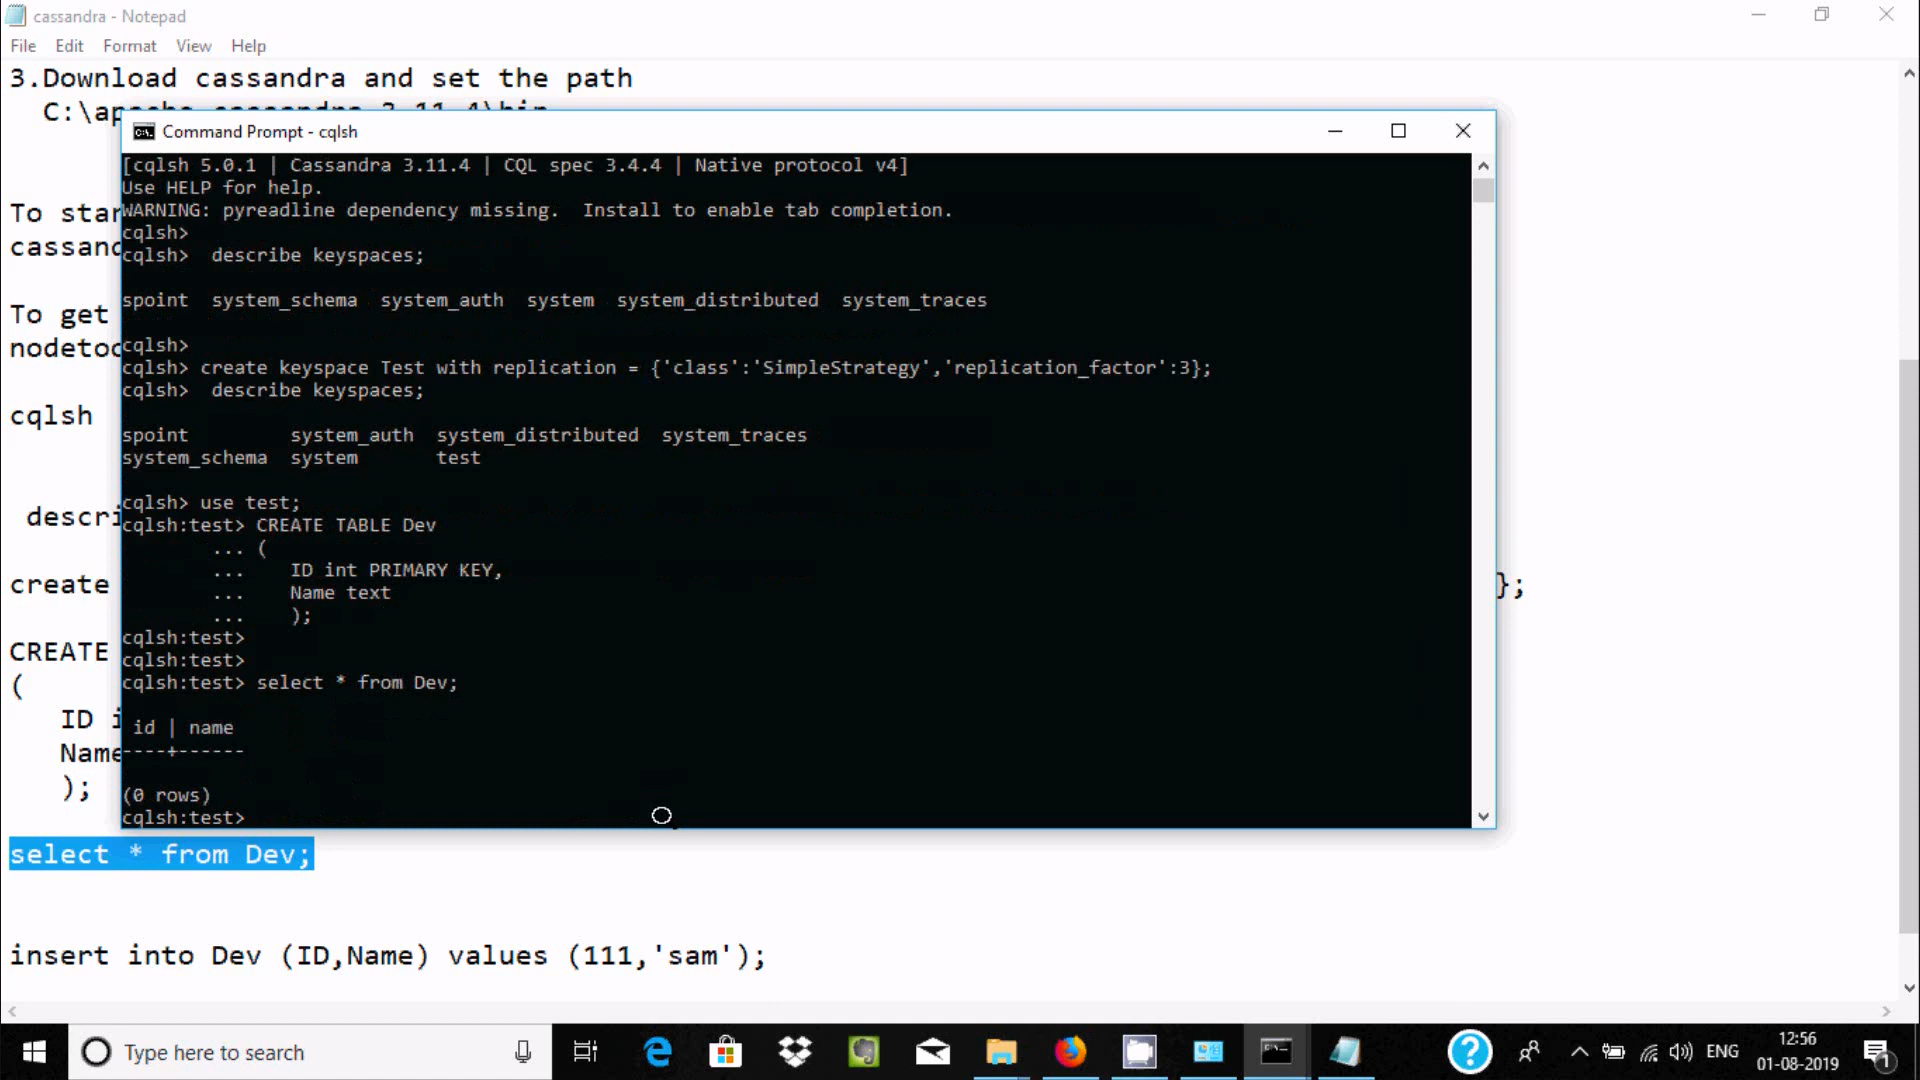 cassandra - Notepad
File Edit Format View Help
3.Download cassandra and set the path
Command Prompt - cqlsh
[cqlsh 5.0.1 | Cassandra 3.11.4 | CQL spec 3.4.4 | Native protocol v4]
Use HELP for help.
WARNING: pyreadline dependency missing.  Install to enable tab completion.
cqlsh>
cqlsh>  describe keyspaces;
spoint  system_schema  system_auth  system  system_distributed  system_traces
cqlsh>
cqlsh> create keyspace Test with replication = {'class':'SimpleStrategy','replication_factor':3};
cqlsh>  describe keyspaces;
spoint         system_auth  system_distributed  system_traces
system_schema  system       test
cqlsh> use test;
cqlsh:test> CREATE TABLE Dev
... (
...    ID int PRIMARY KEY,
...    Name text
...    );
cqlsh:test>
cqlsh:test>
cqlsh:test> select * from Dev;
id | name
----+------
(0 rows)
cqlsh:test>
To
To get
cqlsh
create
};
CREATE
(
ID
Name
);
select * from Dev;
insert into Dev (ID,Name) values (111,'sam');
Type here to search
ENG
12:56
01-08-2019
1